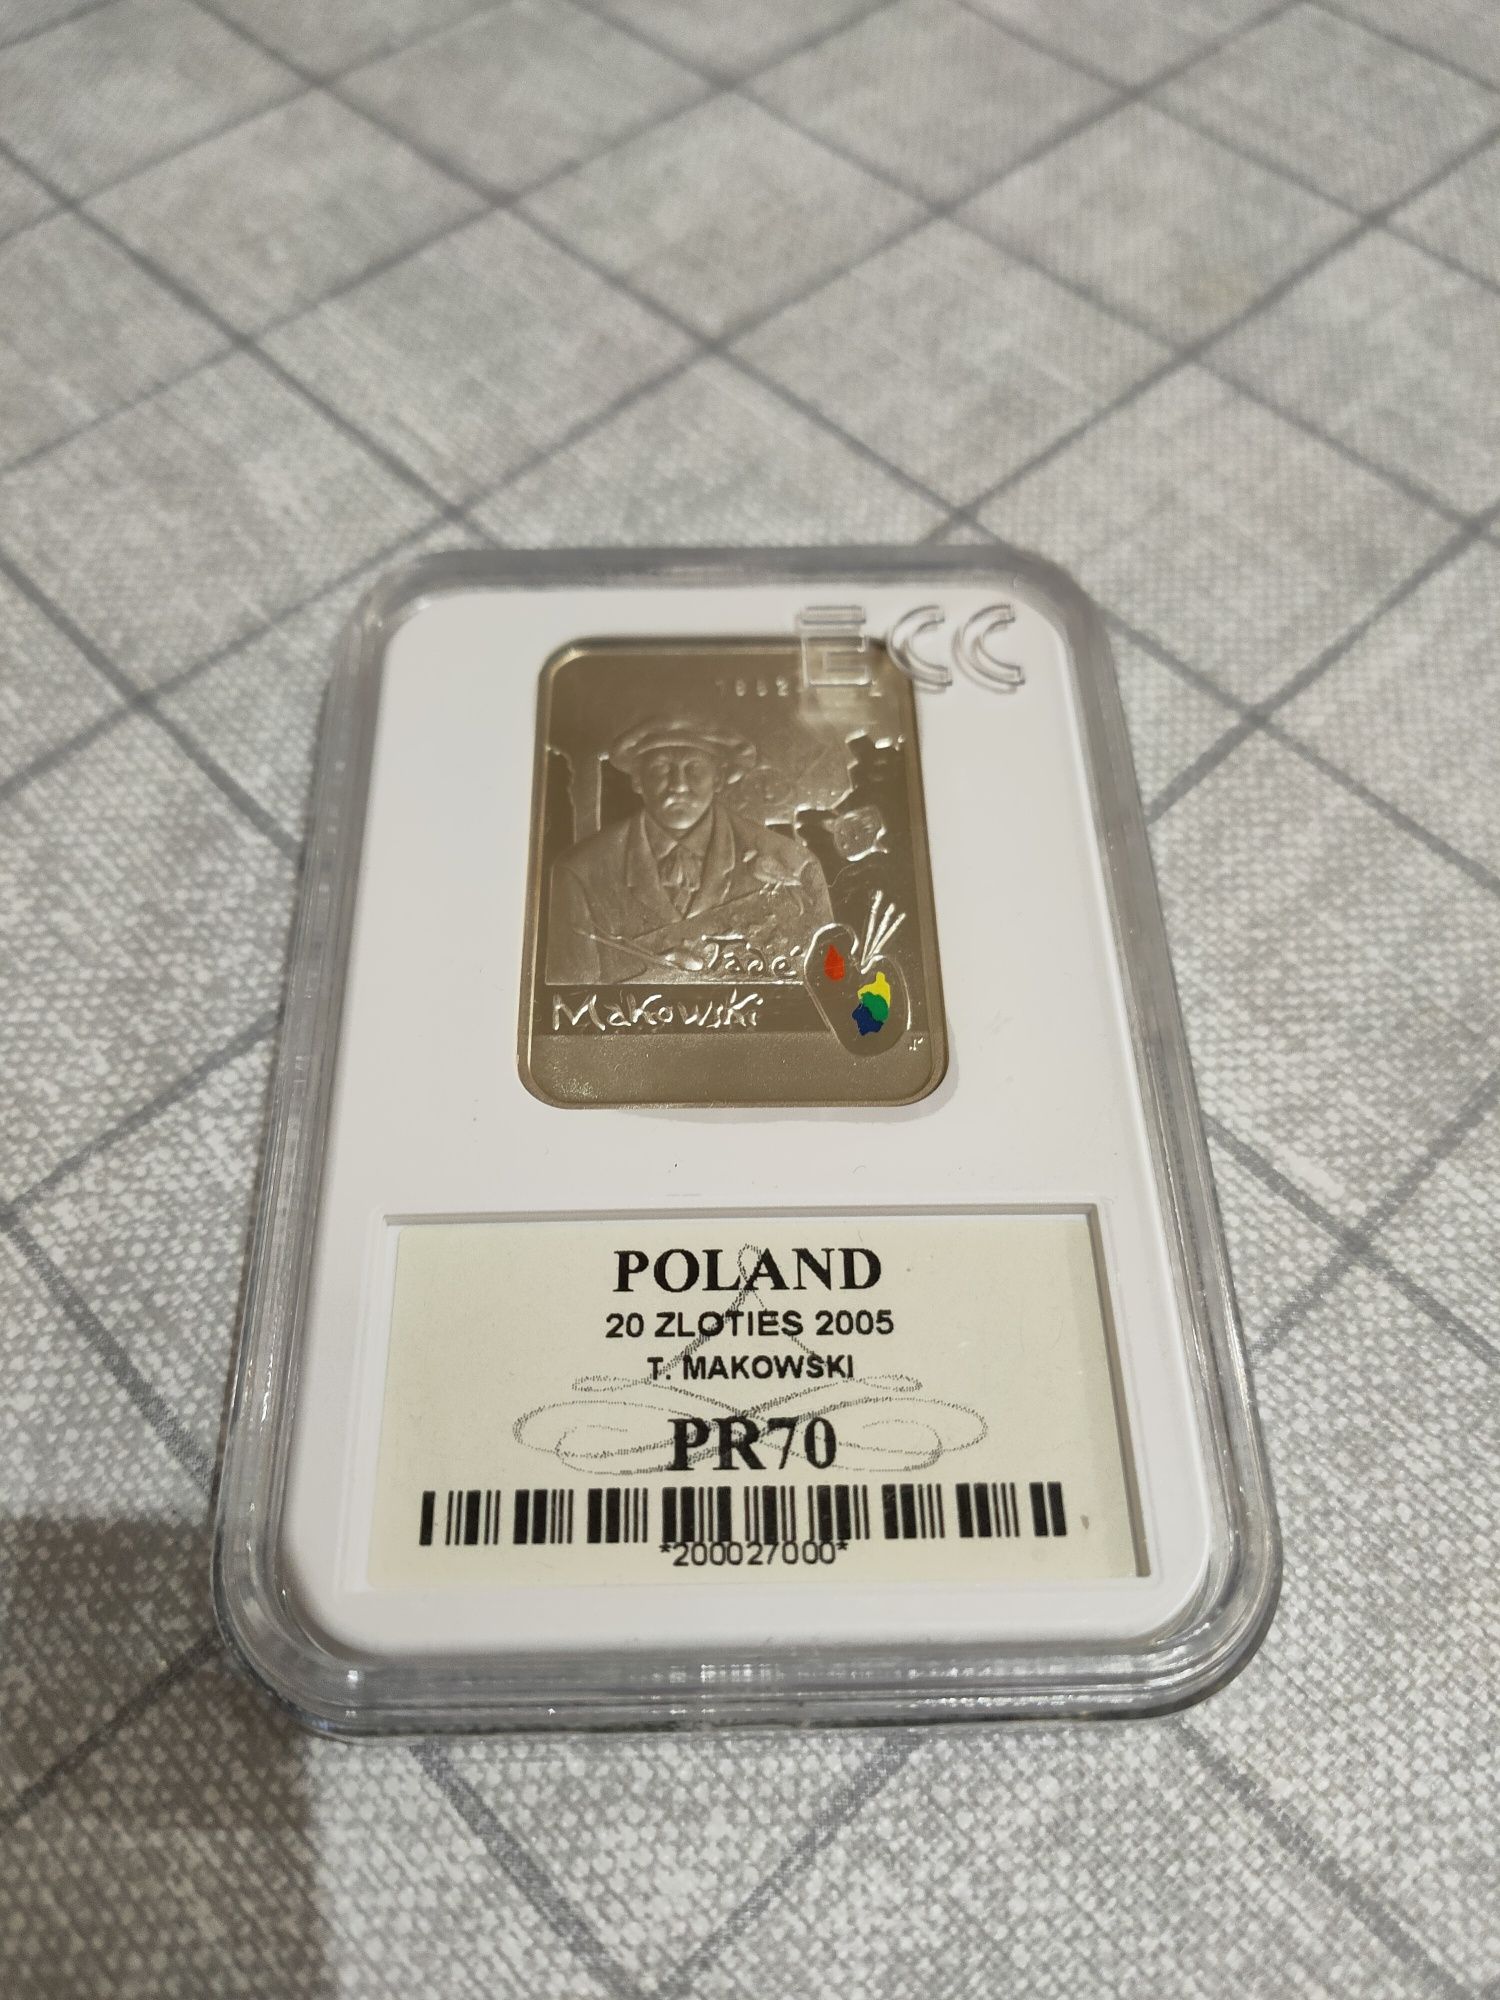 ECC
Tadé
Makowski
POLAND
20 ZLOTIES 2005
T. MAKOWSKI
PR70
*200027000*